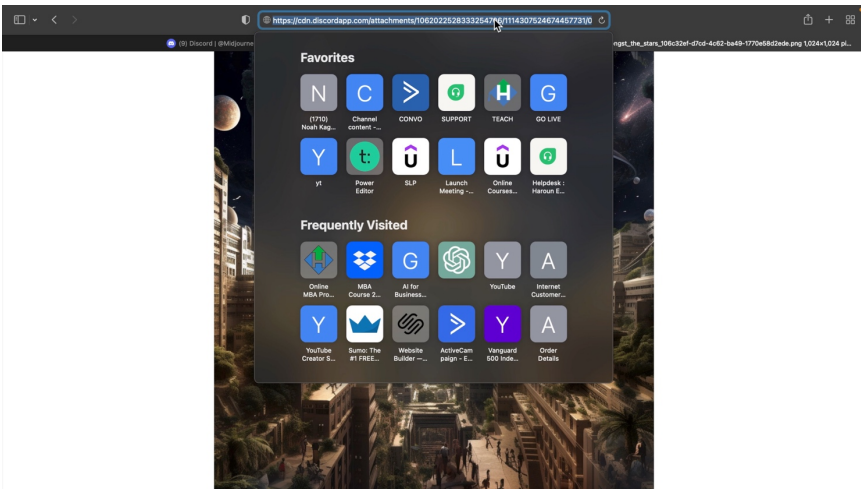 https://cdn.discordapp.com/attachments/1062022528333254706/1114307524674457731/0
(9) Discord | @Midjourne
ngst_the_stars_106c32ef-d7cd-4c62-ba49-1770e58d2ede.png 1,024×1,024 pi...
Favorites
N C G
(1710) Channel CONVO SUPPORT TEACH GO LIVE
Noah Kag... content -...
Y t: L
yt Power SLP Launch Online Helpdesk :
Editor Meeting -... Courses... Haroun E...
Frequently Visited
G Y A
Online MBA AI for YouTube Internet
MBA Pro... Course 2... Business... Customer...
Y Y A
YouTube Sumo: The Website ActiveCam Vanguard Order
Creator S... #1 FREE... Builder —... paign - E... 500 Inde... Details